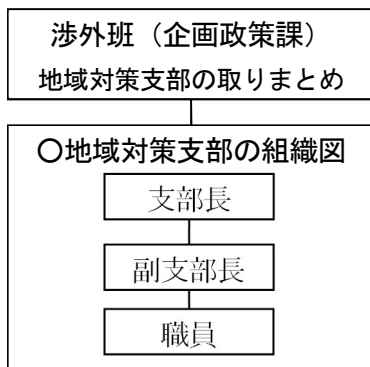 渉外班（企画政策課）
地域対策支部の取りまとめ
〇地域対策支部の組織図
支部長
副支部長
職員